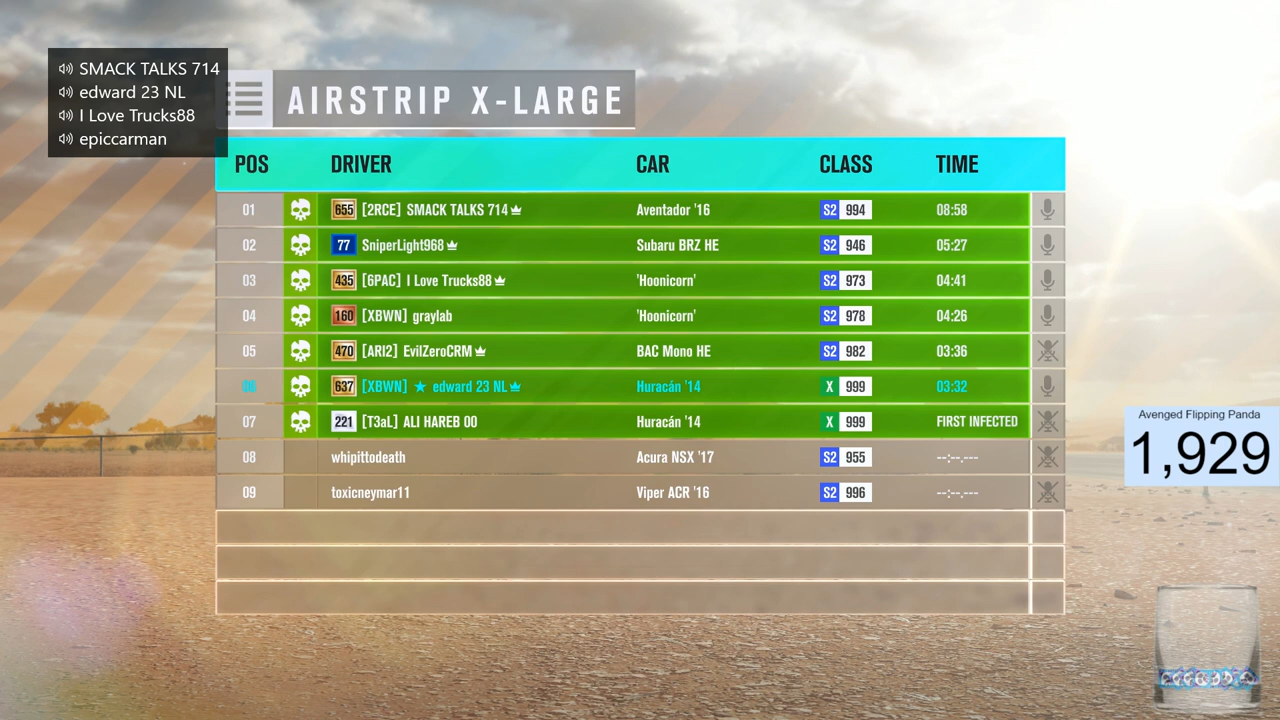 SMACK TALKS 714
edward 23 NL
I Love Trucks88
epiccarman
AIRSTRIP X-LARGE
POS DRIVER CAR CLASS TIME
01 655 [2RCE] SMACK TALKS 714 Aventador '16 S2 994 08:58
02 77 SniperLight968 Subaru BRZ HE S2 946 05:27
03 435 [6PAC] I Love Trucks88 'Hoonicorn' S2 973 04:41
04 160 [XBWN] graylab 'Hoonicorn' S2 978 04:26
05 470 [ARI2] EvilZeroCRM BAC Mono HE S2 982 03:36
06 637 [XBWN] ★ edward 23 NL Huracán '14 X 999 03:32
07 221 [T3aL] ALI HAREB 00 Huracán '14 X 999 FIRST INFECTED
08 whipittodeath Acura NSX '17 S2 955 --:--.---
09 toxicneymar11 Viper ACR '16 S2 996 --:--.---
Avenged Flipping Panda
1,929